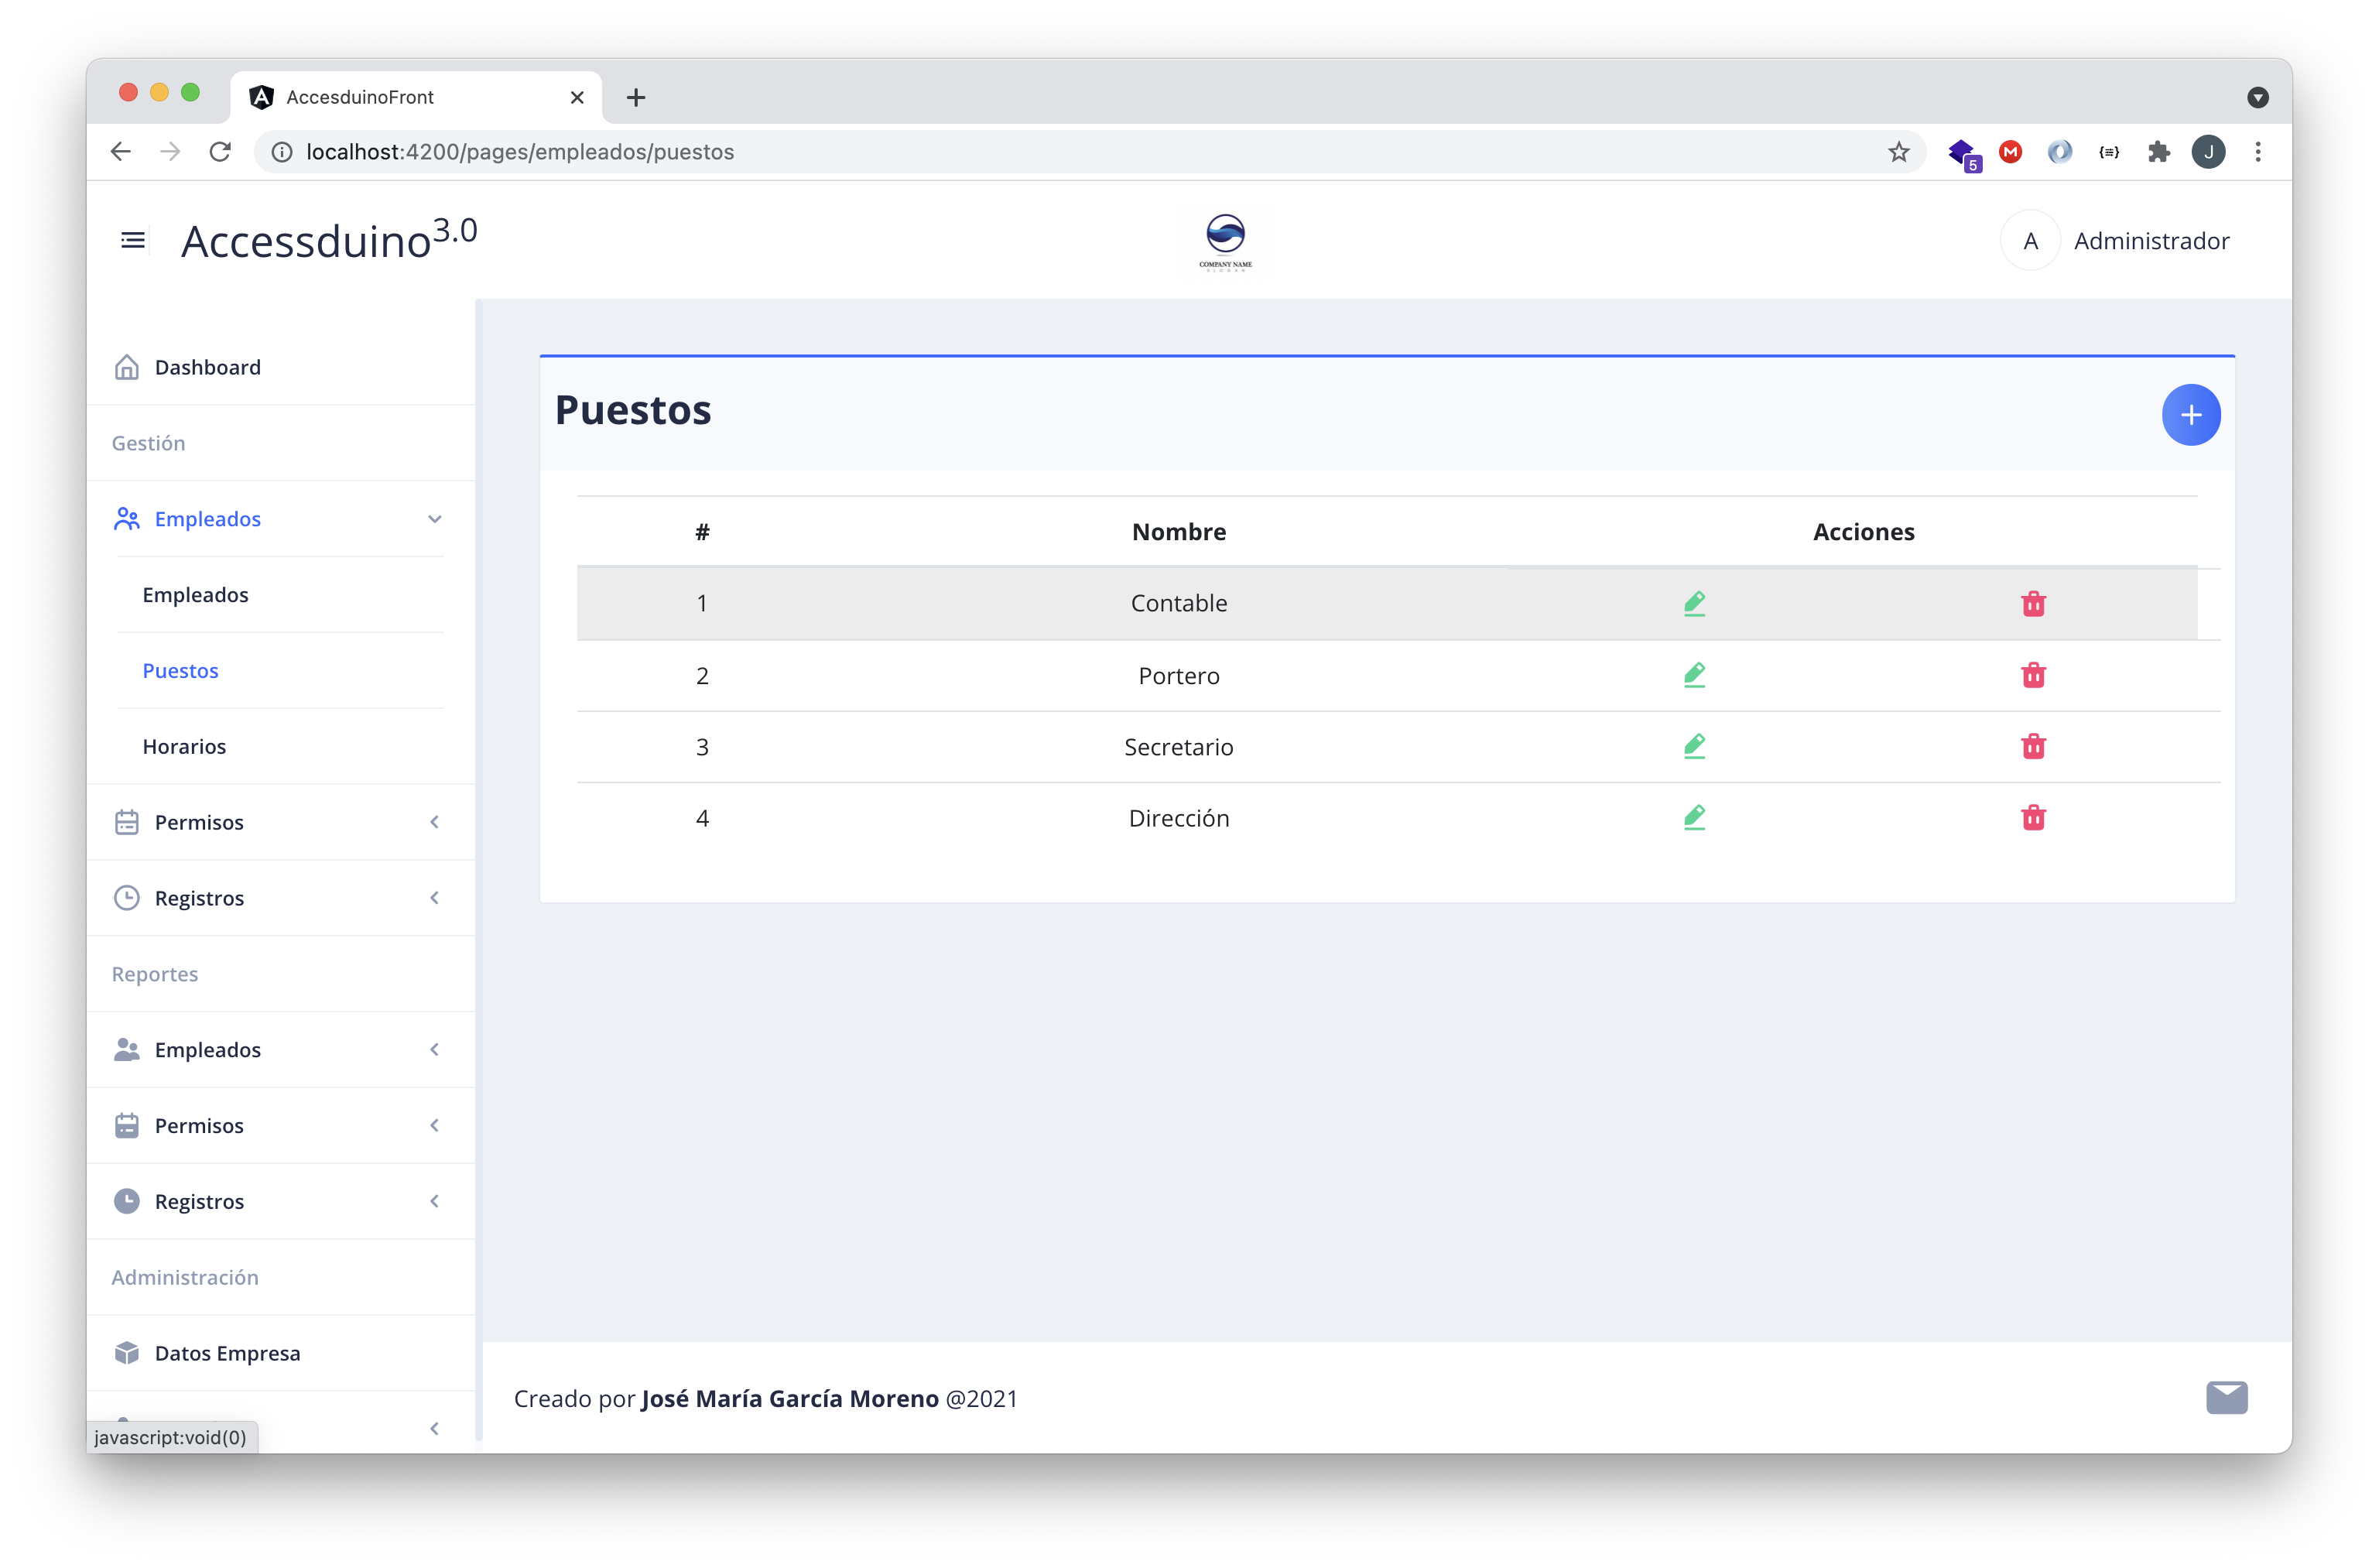 AccesduinoFront
localhost:4200/pages/empleados/puestos
5
M
{≡}
J
Accessduino3.0
COMPANY NAME
SLOGAN
A Administrador
Dashboard
Gestión
Empleados
Empleados
Puestos
Horarios
Permisos
Registros
Reportes
Empleados
Permisos
Registros
Administración
Datos Empresa
javascript:void(0)
Puestos
+
# Nombre Acciones
1 Contable
2 Portero
3 Secretario
4 Dirección
Creado por José María García Moreno @2021